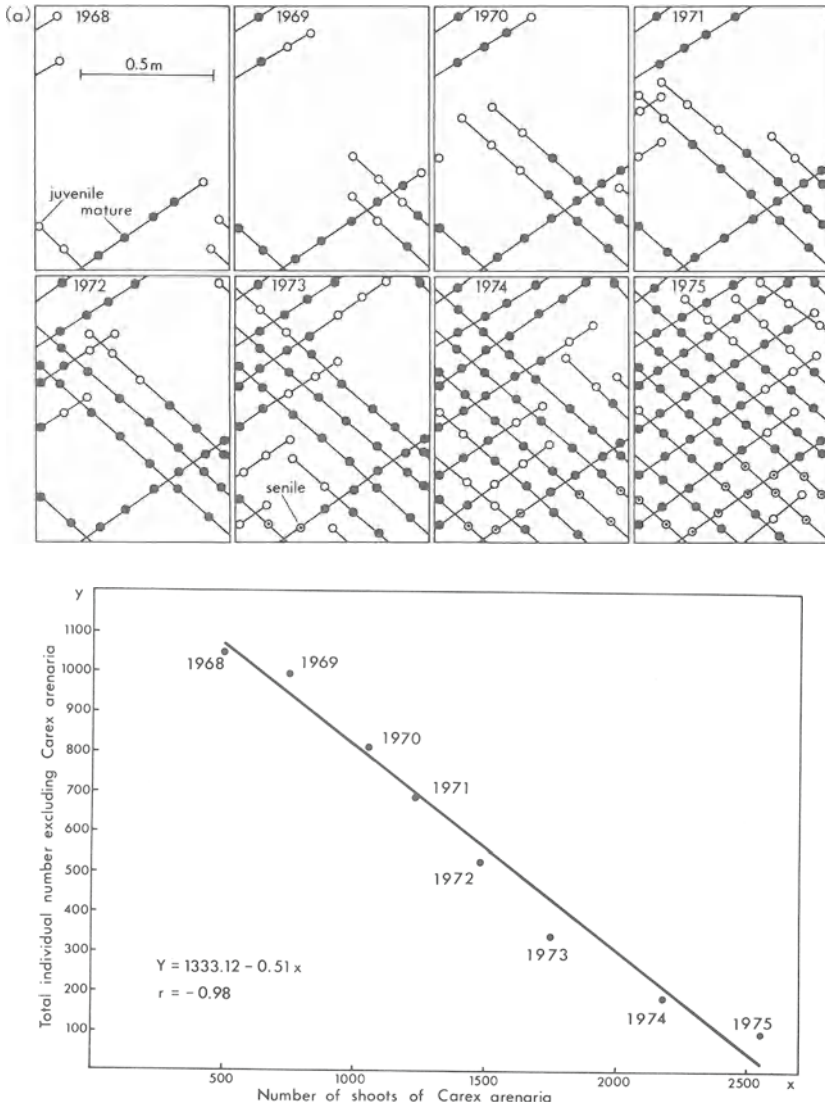 (a)
1968
1969
1970
1971
0.5 m
juvenile
mature
1972
1973
1974
1975
senile
y
1100
1000
900
800
700
600
500
400
300
200
100
Total individual number excluding Carex arenaria
1968
1969
1970
1971
1972
1973
1974
1975
Y = 1333.12 – 0.51 x
r = – 0.98
500
1000
1500
2000
2500
x
Number of shoots of Carex arenaria